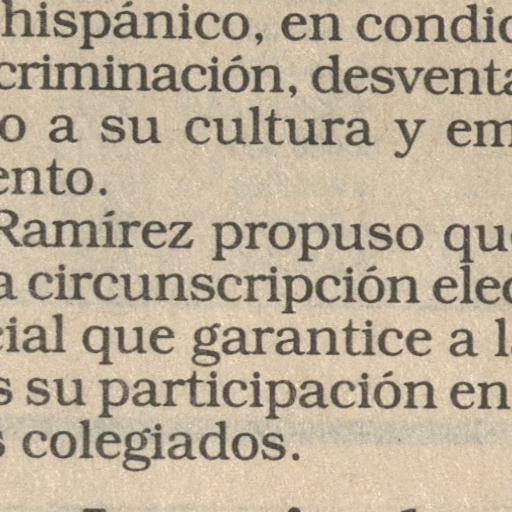 hispánico, en condic
criminación, desventa
o a su cultura y em
ento.
Ramírez propuso que
a circunscripción elec
cial que garantice a l
s su participación en
s colegiados.